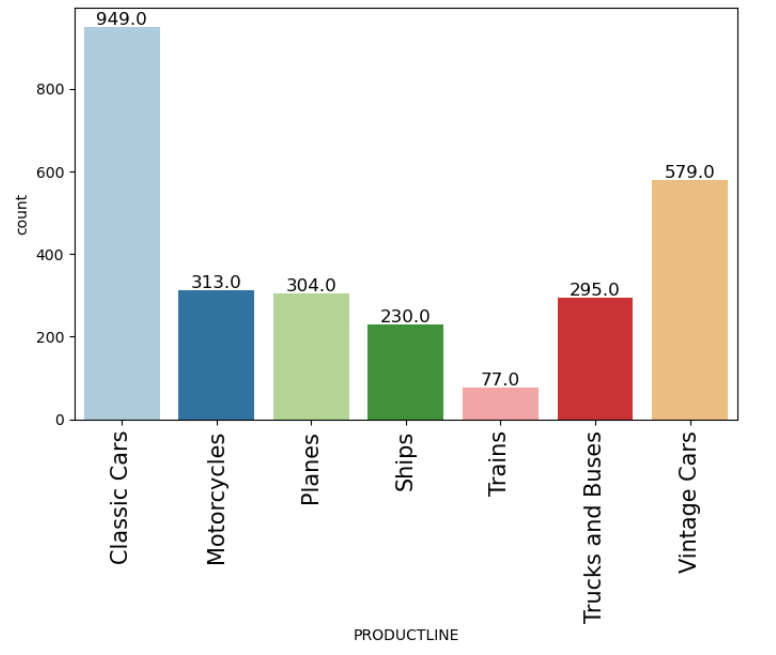 949.0
800
600
579.0
count
400
313.0
304.0
295.0
230.0
200
77.0
0
Classic Cars
Motorcycles
Planes
Ships
Trains
Trucks and Buses
Vintage Cars
PRODUCTLINE